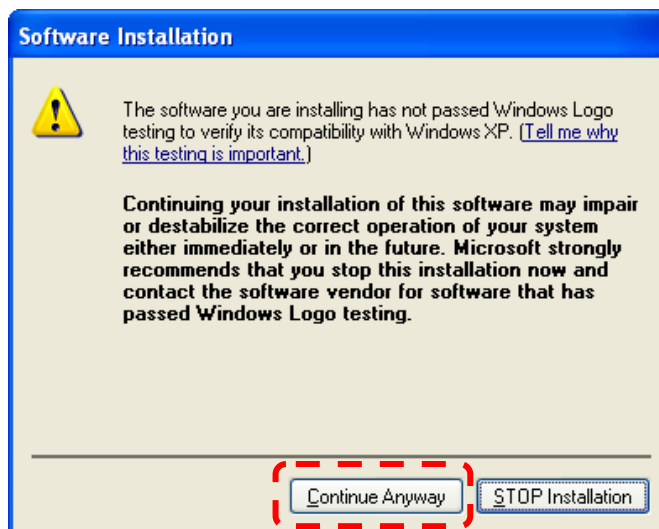 Software Installation
The software you are installing has not passed Windows Logo
testing to verify its compatibility with Windows XP. (Tell me why
this testing is important.)
Continuing your installation of this software may impair
or destabilize the correct operation of your system
either immediately or in the future. Microsoft strongly
recommends that you stop this installation now and
contact the software vendor for software that has
passed Windows Logo testing.
Continue Anyway STOP Installation